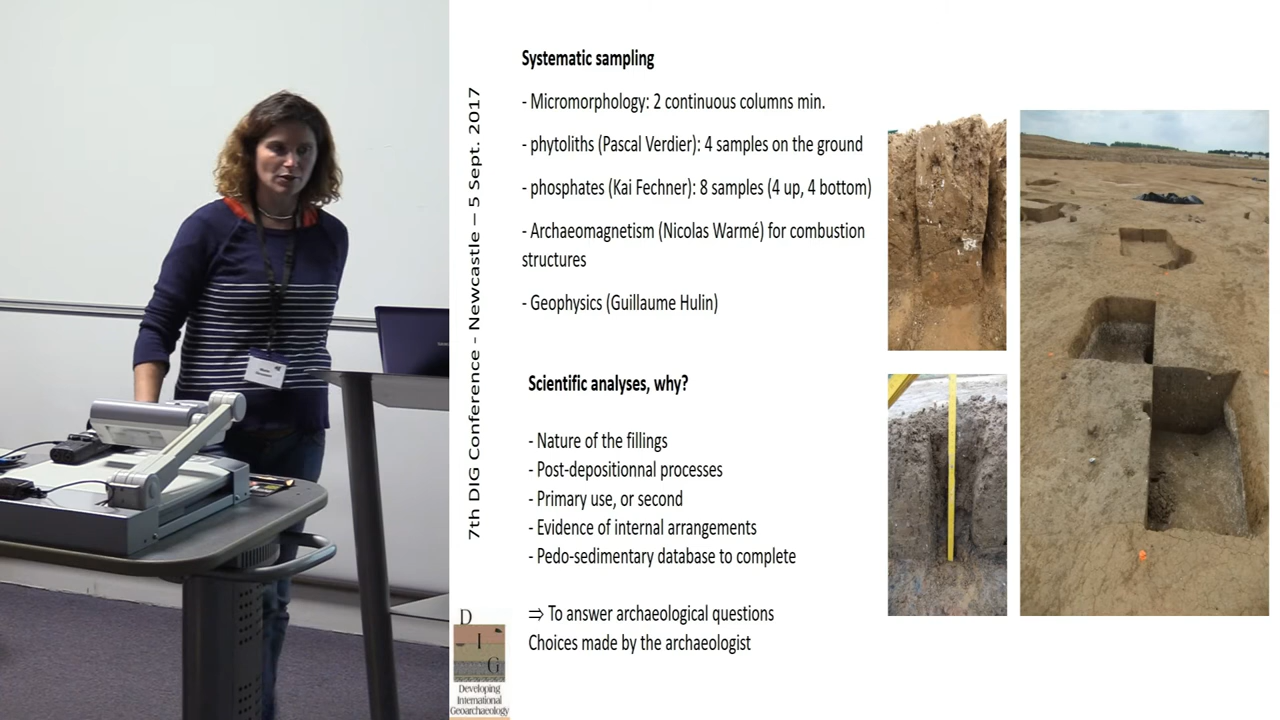 Systematic sampling
- Micromorphology: 2 continuous columns min.
- phytoliths (Pascal Verdier): 4 samples on the ground
- phosphates (Kai Fechner): 8 samples (4 up, 4 bottom)
- Archaeomagnetism (Nicolas Warmé) for combustion
structures
- Geophysics (Guillaume Hulin)
Scientific analyses, why?
- Nature of the fillings
- Post-depositionnal processes
- Primary use, or second
- Evidence of internal arrangements
- Pedo-sedimentary database to complete
⇒ To answer archaeological questions
Choices made by the archaeologist
7th DIG Conference - Newcastle – 5 Sept. 2017
D
I
G
Developing
International
Geoarchaeology